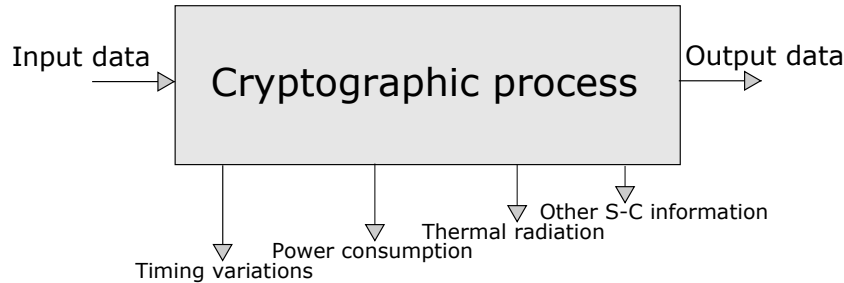 Input data
Output data
Cryptographic process
Other S-C information
Thermal radiation
Power consumption
Timing variations